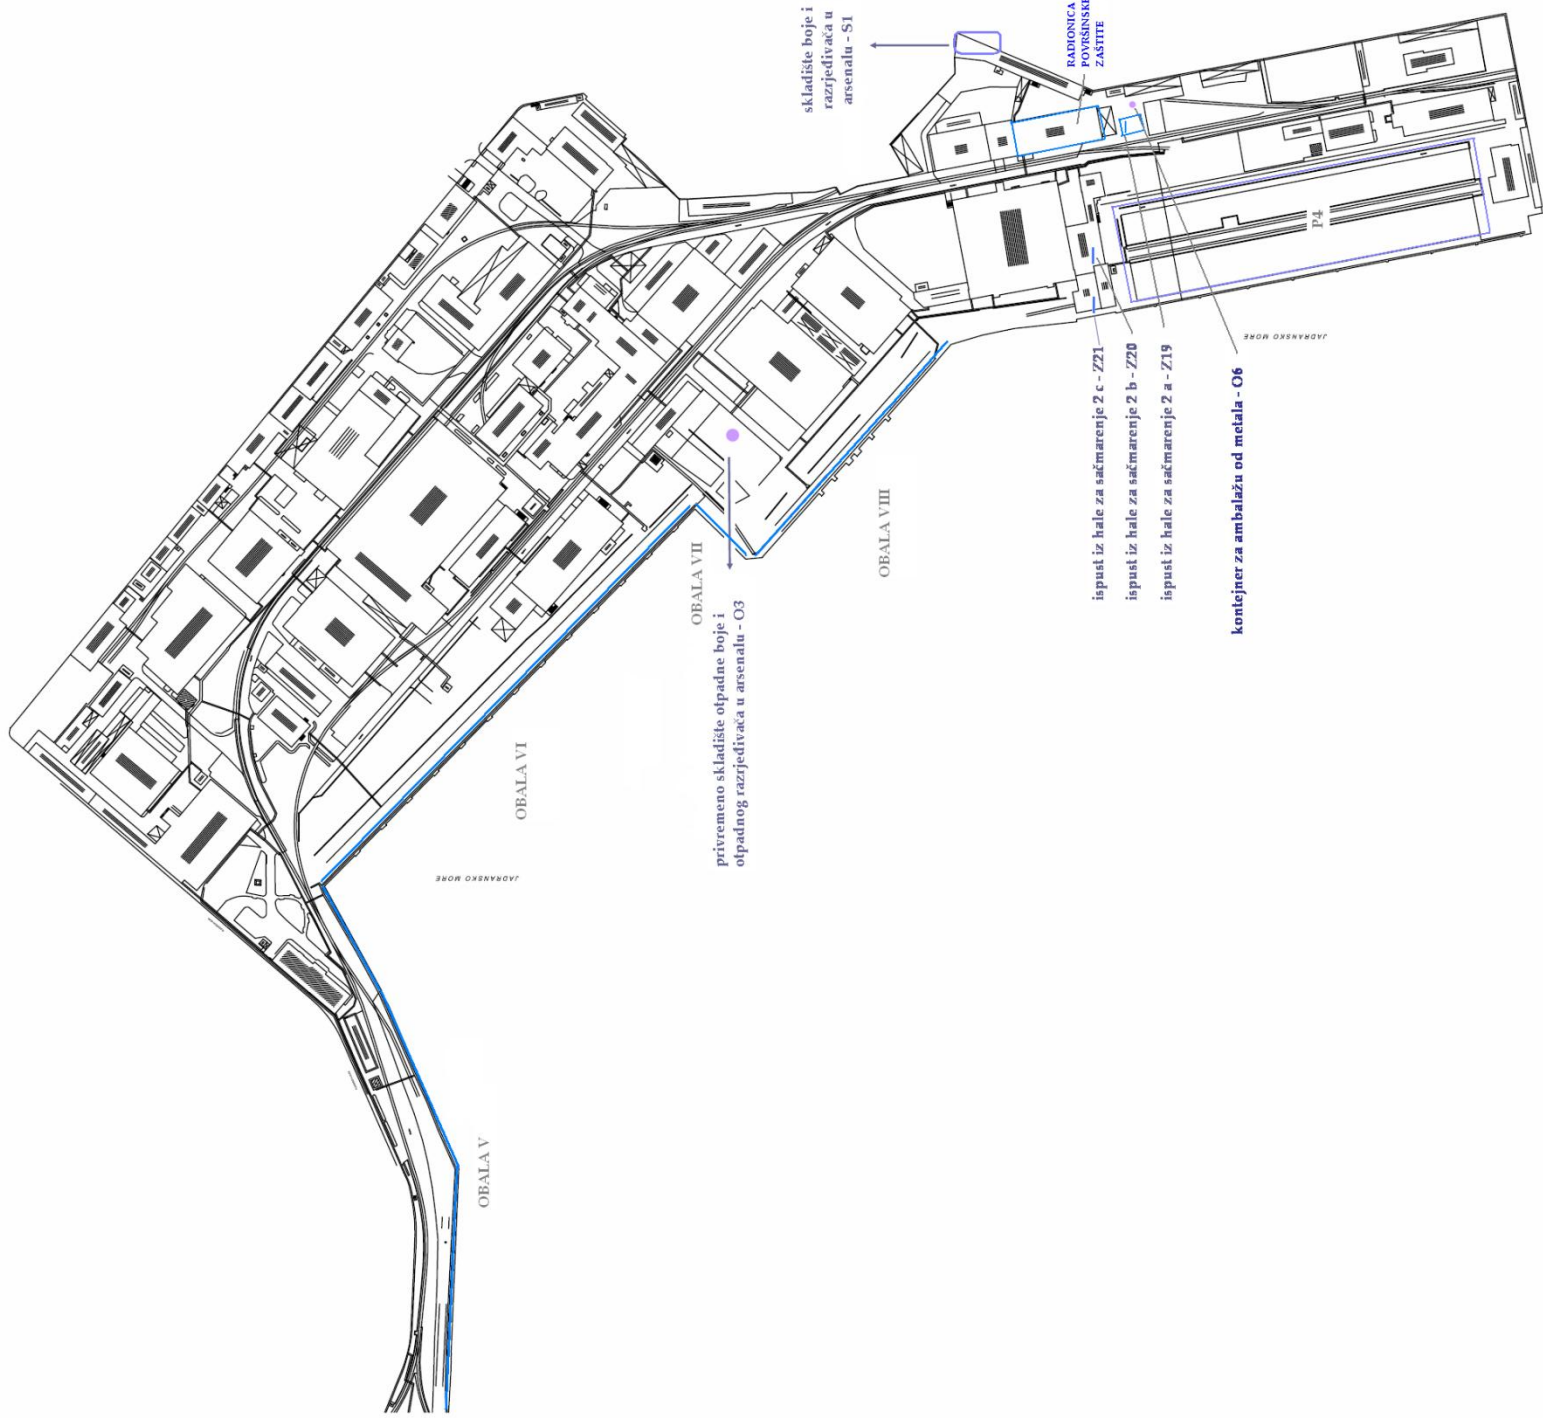 skladište boje i
razrjeđivača u
arsenalu - S1
RADIONICA
POVRŠINSKE
ZAŠTITE
P4
JADRANSKO MORE
ispust iz hale za sačmarenje 2 c - Z21
ispust iz hale za sačmarenje 2 b - Z20
ispust iz hale za sačmarenje 2 a - Z19
kontejner za ambalažu od metala - O6
OBALA VIII
OBALA VII
privremeno skladište otpadne boje i
otpadnog razrjeđivača u arsenalu - O3
OBALA VI
JADRANSKO MORE
OBALA V